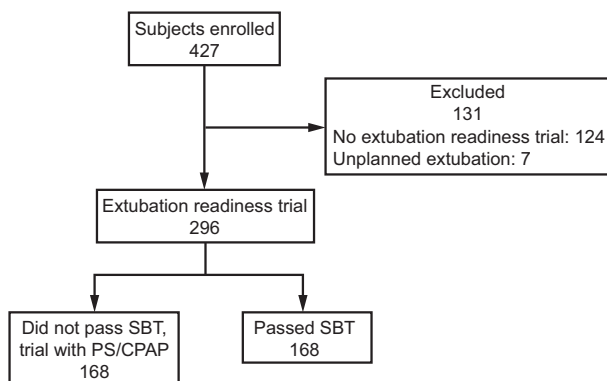 Subjects enrolled
427
Excluded
131
No extubation readiness trial: 124
Unplanned extubation: 7
Extubation readiness trial
296
Did not pass SBT,
trial with PS/CPAP
168
Passed SBT
168